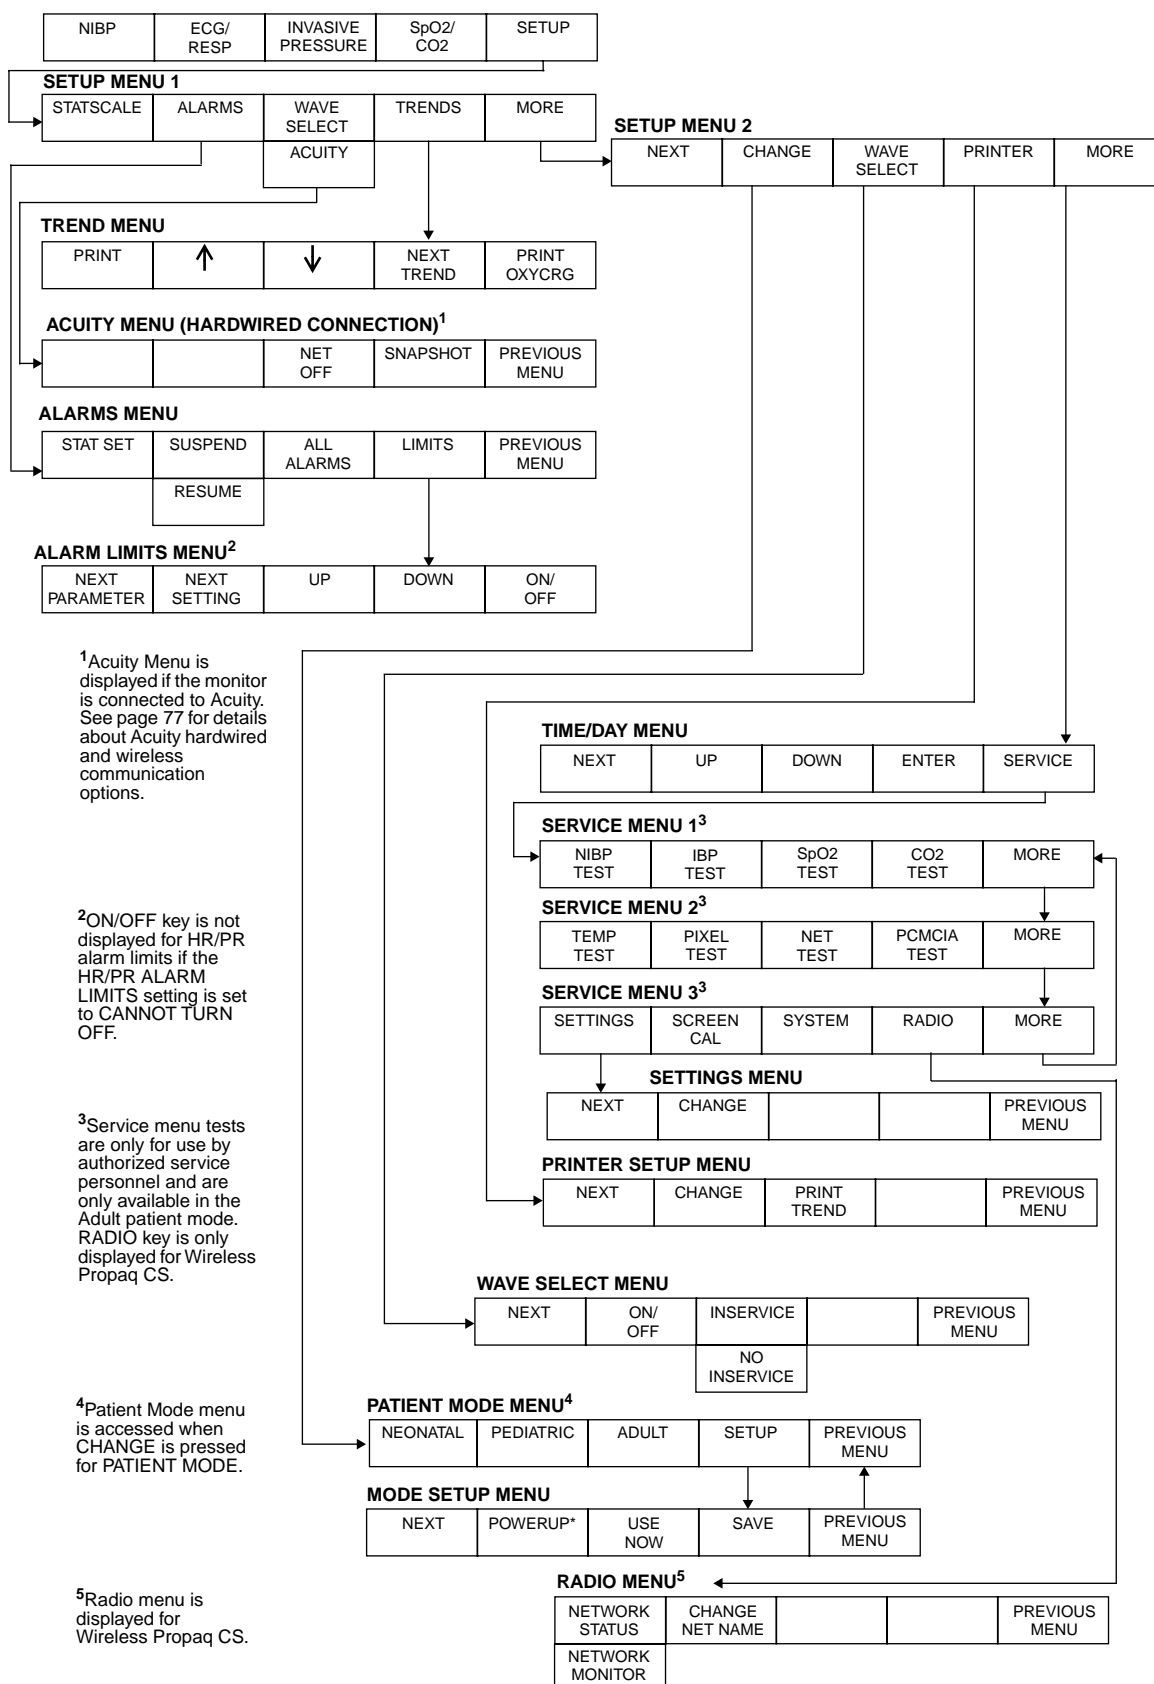 NIBP
ECG/
RESP
INVASIVE
PRESSURE
SpO2/
CO2
SETUP
SETUP MENU 1
STATSCALE
ALARMS
WAVE
SELECT
TRENDS
MORE
ACUITY
SETUP MENU 2
NEXT
CHANGE
WAVE
SELECT
PRINTER
MORE
TREND MENU
PRINT
↑
↓
NEXT
TREND
PRINT
OXYCRG
ACUITY MENU (HARDWIRED CONNECTION)1
NET
OFF
SNAPSHOT
PREVIOUS
MENU
ALARMS MENU
STAT SET
SUSPEND
ALL
ALARMS
LIMITS
PREVIOUS
MENU
RESUME
ALARM LIMITS MENU2
NEXT
PARAMETER
NEXT
SETTING
UP
DOWN
ON/
OFF
1Acuity Menu is
displayed if the monitor
is connected to Acuity.
See page 77 for details
about Acuity hardwired
and wireless
communication
options.
TIME/DAY MENU
NEXT
UP
DOWN
ENTER
SERVICE
SERVICE MENU 13
NIBP
TEST
IBP
TEST
SpO2
TEST
CO2
TEST
MORE
2ON/OFF key is not
displayed for HR/PR
alarm limits if the
HR/PR ALARM
LIMITS setting is set
to CANNOT TURN
OFF.
SERVICE MENU 23
TEMP
TEST
PIXEL
TEST
NET
TEST
PCMCIA
TEST
MORE
SERVICE MENU 33
SETTINGS
SCREEN
CAL
SYSTEM
RADIO
MORE
SETTINGS MENU
NEXT
CHANGE
PREVIOUS
MENU
3Service menu tests
are only for use by
authorized service
personnel and are
only available in the
Adult patient mode.
RADIO key is only
displayed for Wireless
Propaq CS.
PRINTER SETUP MENU
NEXT
CHANGE
PRINT
TREND
PREVIOUS
MENU
WAVE SELECT MENU
NEXT
ON/
OFF
INSERVICE
PREVIOUS
MENU
NO
INSERVICE
4Patient Mode menu
is accessed when
CHANGE is pressed
for PATIENT MODE.
PATIENT MODE MENU4
NEONATAL
PEDIATRIC
ADULT
SETUP
PREVIOUS
MENU
MODE SETUP MENU
NEXT
POWERUP*
USE
NOW
SAVE
PREVIOUS
MENU
5Radio menu is
displayed for
Wireless Propaq CS.
RADIO MENU5
NETWORK
STATUS
CHANGE
NET NAME
PREVIOUS
MENU
NETWORK
MONITOR